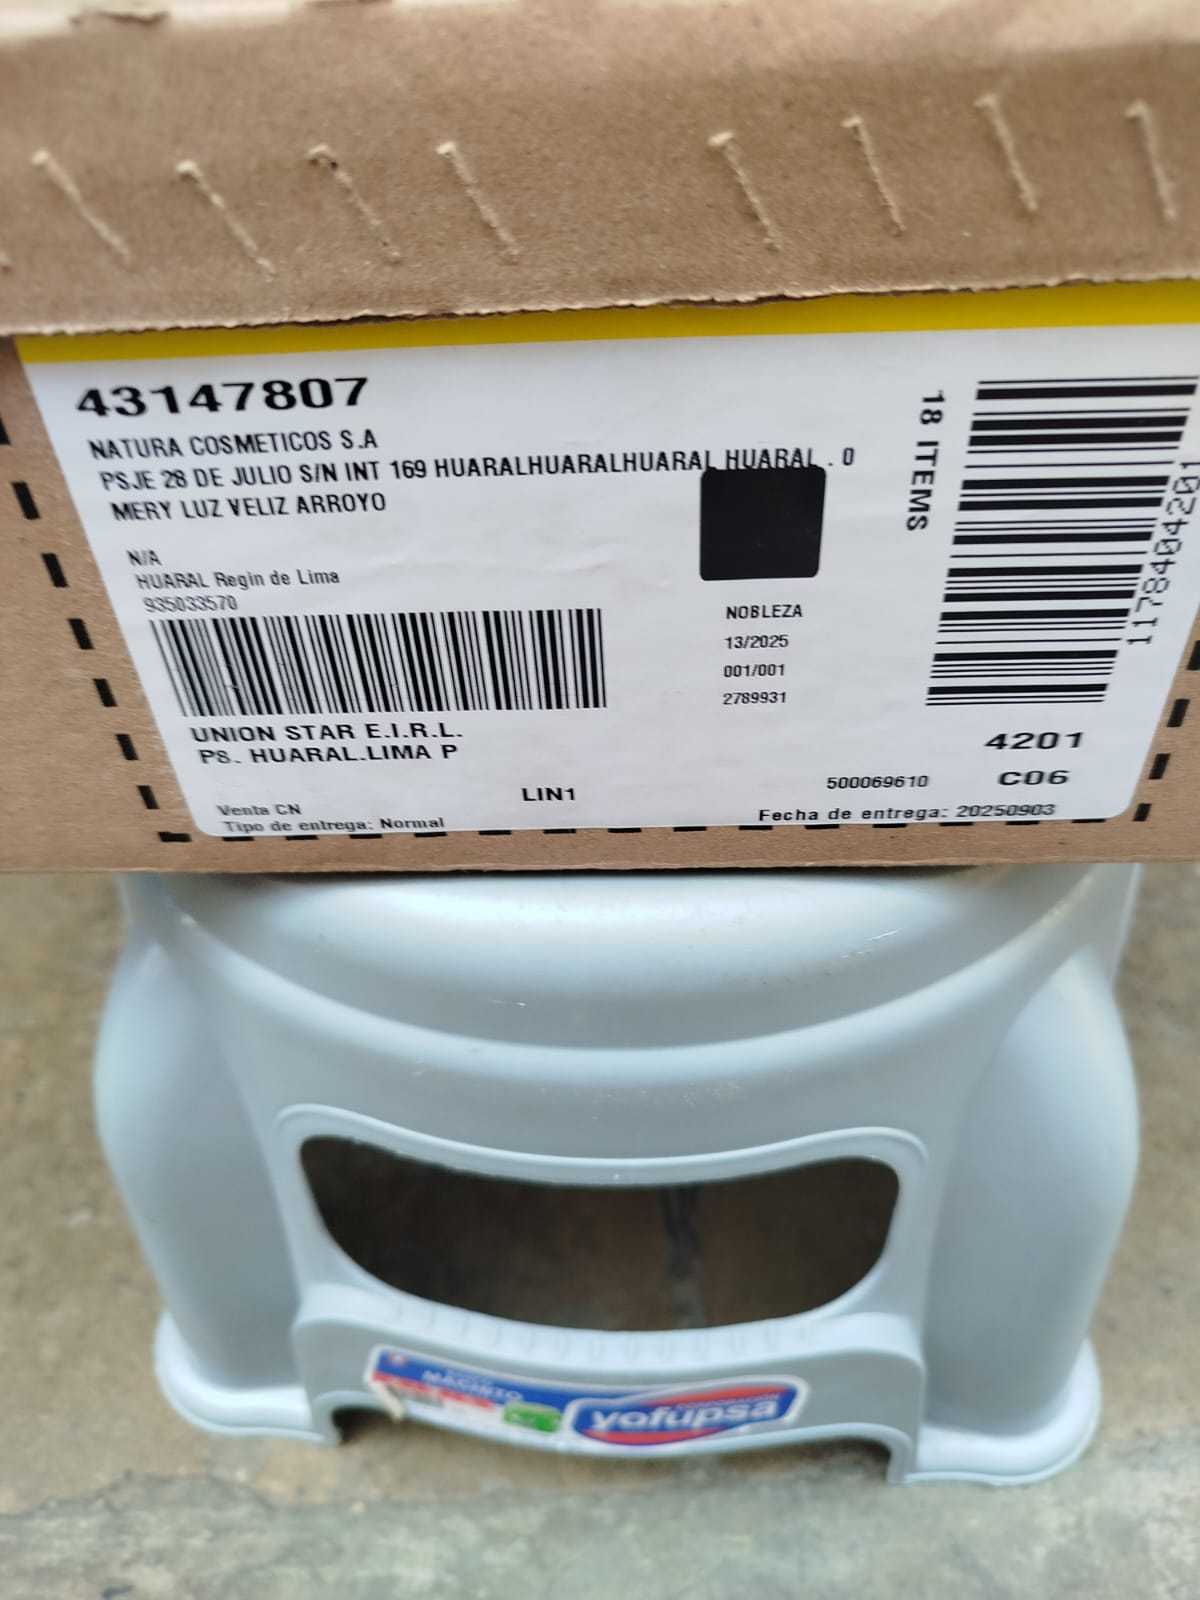 43147807
NATURA COSMETICOS S.A
PSJE 28 DE JULIO S/N INT 169 HUARALHUARALHUARAL HUARAL . 0
MERY LUZ VELIZ ARROYO
N/A
HUARAL Regin de Lima
935033570
UNION STAR E.I.R.L.
PS. HUARAL.LIMA P
LIN1
Venta CN
Tipo de entrega: Normal
NOBLEZA
13/2025
001/001
2789931
18 ITEMS
1178404201
4201
500069610 C06
Fecha de entrega: 20250903
CORPORACIÓN
yofupsa